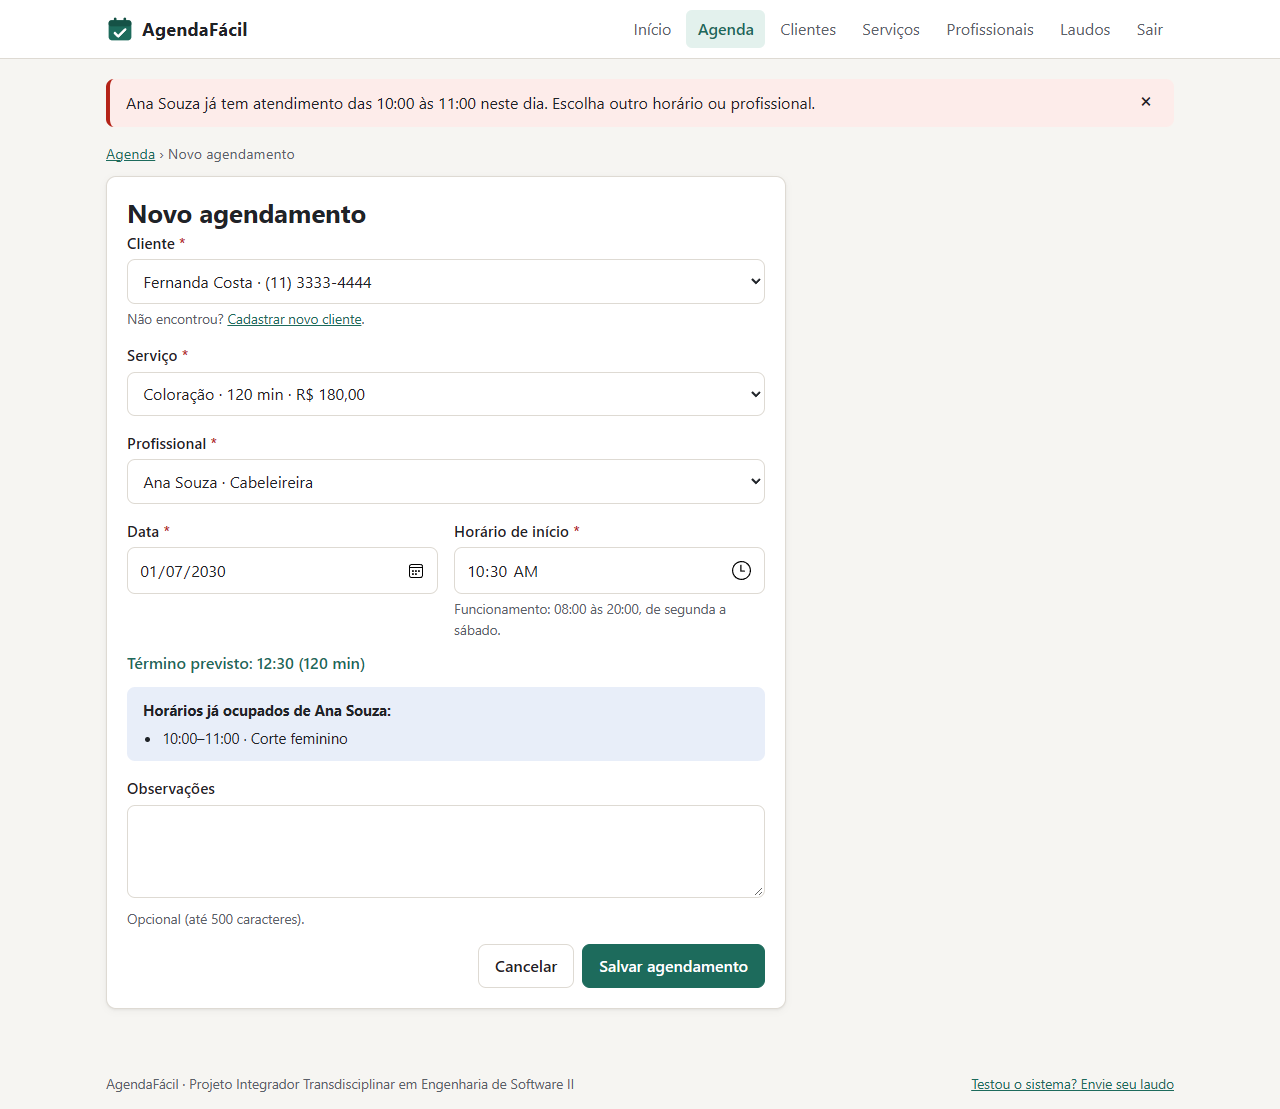 AgendaFácil
Início
Agenda
Clientes
Serviços
Profissionais
Laudos
Sair
Ana Souza já tem atendimento das 10:00 às 11:00 neste dia. Escolha outro horário ou profissional.
×
Agenda › Novo agendamento
Novo agendamento
Cliente *
Fernanda Costa · (11) 3333-4444
Não encontrou? Cadastrar novo cliente.
Serviço *
Coloração · 120 min · R$ 180,00
Profissional *
Ana Souza · Cabeleireira
Data *
01/07/2030
Horário de início *
10:30 AM
Funcionamento: 08:00 às 20:00, de segunda a
sábado.
Término previsto: 12:30 (120 min)
Horários já ocupados de Ana Souza:
• 10:00–11:00 · Corte feminino
Observações
Opcional (até 500 caracteres).
Cancelar
Salvar agendamento
AgendaFácil · Projeto Integrador Transdisciplinar em Engenharia de Software II
Testou o sistema? Envie seu laudo